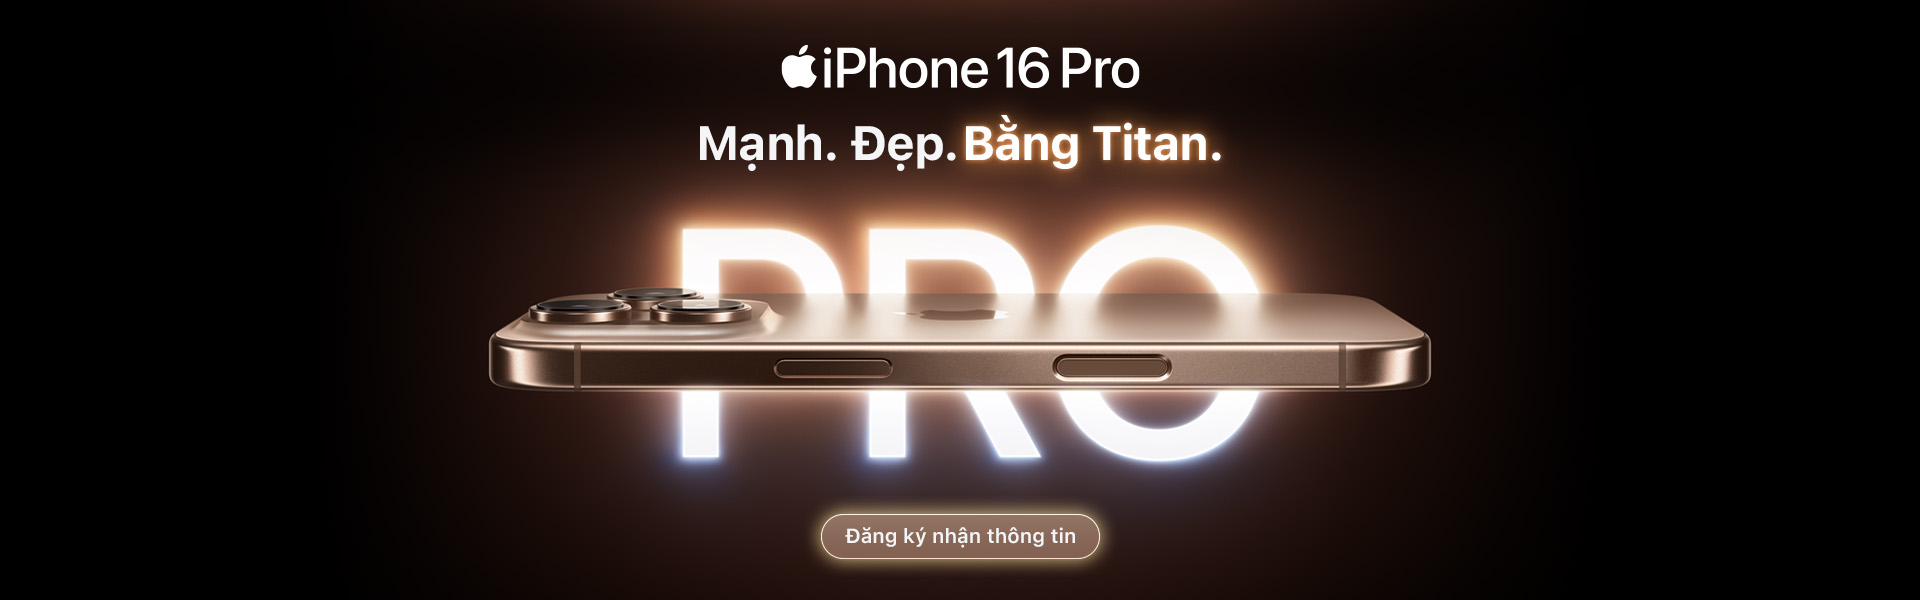 iPhone 16 Pro
Mạnh. Đẹp. Bằng Titan.
PRO
Đăng ký nhận thông tin